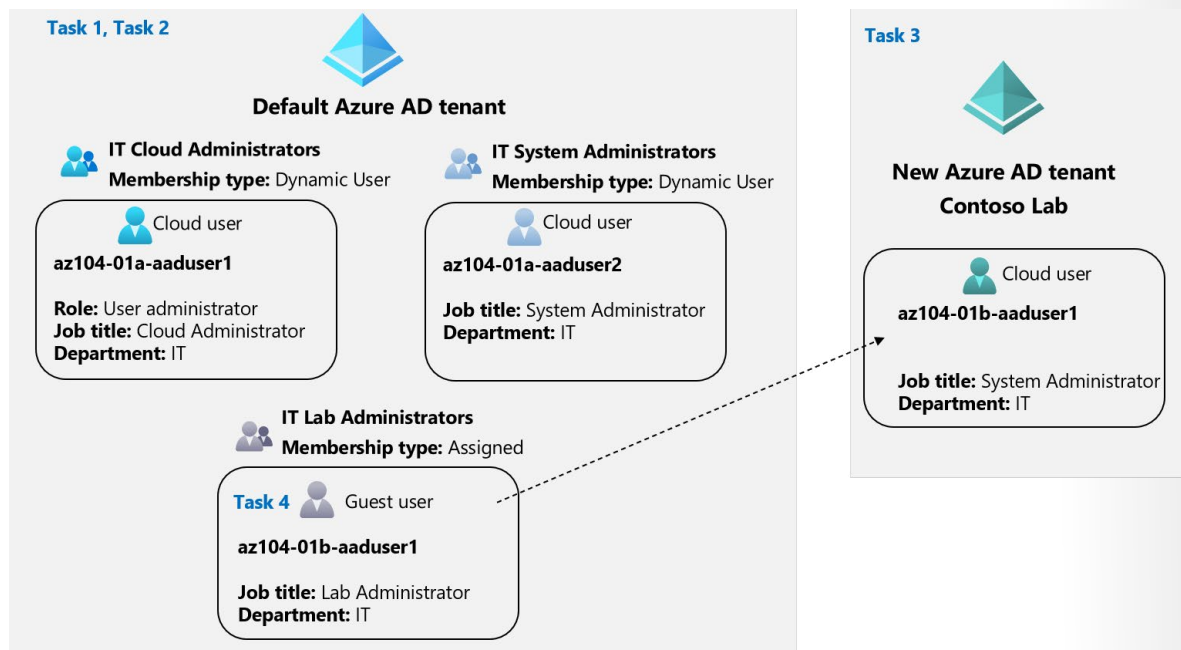 Task 1, Task 2
Default Azure AD tenant
IT Cloud Administrators
Membership type: Dynamic User
Cloud user
az104-01a-aaduser1
Role: User administrator
Job title: Cloud Administrator
Department: IT
IT System Administrators
Membership type: Dynamic User
Cloud user
az104-01a-aaduser2
Job title: System Administrator
Department: IT
IT Lab Administrators
Membership type: Assigned
Task 4
Guest user
az104-01b-aaduser1
Job title: Lab Administrator
Department: IT
Task 3
New Azure AD tenant
Contoso Lab
Cloud user
az104-01b-aaduser1
Job title: System Administrator
Department: IT